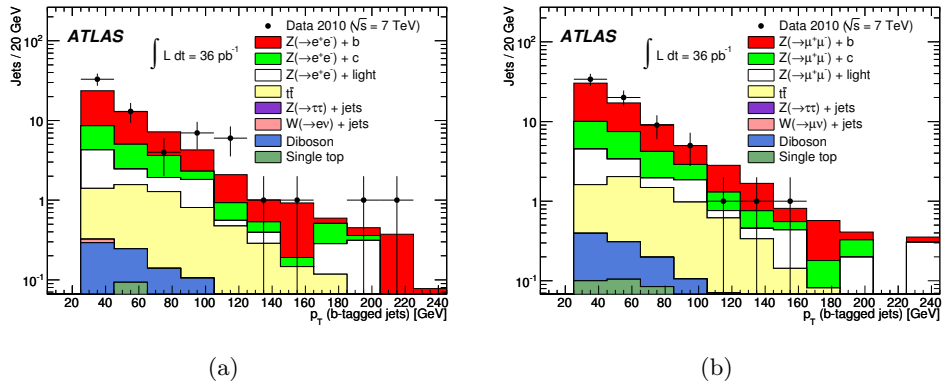 Jets / 20 GeV
10²
10
1
10⁻¹
ATLAS
∫ L dt = 36 pb⁻¹
Data 2010 (√s = 7 TeV)
Z(→e⁺e⁻) + b
Z(→e⁺e⁻) + c
Z(→e⁺e⁻) + light
tt̄
Z(→ττ) + jets
W(→eν) + jets
Diboson
Single top
20 40 60 80 100 120 140 160 180 200 220 240
p_T (b-tagged jets) [GeV]
(a)
Jets / 20 GeV
10²
10
1
10⁻¹
ATLAS
∫ L dt = 36 pb⁻¹
Data 2010 (√s = 7 TeV)
Z(→μ⁺μ⁻) + b
Z(→μ⁺μ⁻) + c
Z(→μ⁺μ⁻) + light
tt̄
Z(→ττ) + jets
W(→μν) + jets
Diboson
Single top
20 40 60 80 100 120 140 160 180 200 220 240
p_T (b-tagged jets) [GeV]
(b)